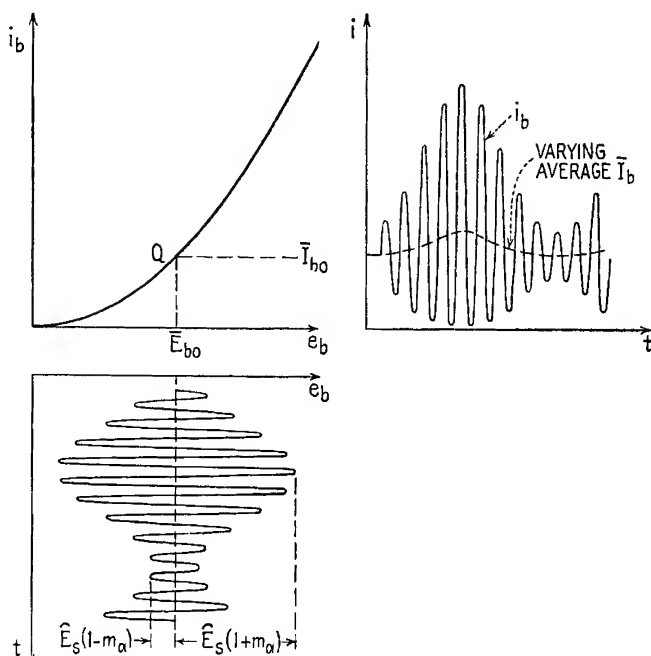 i_b
Q
Ī_bo
Ē_bo
e_b
i
i_b
VARYING
AVERAGE Ī_b
t
e_b
Ê_s(1-m_a)
Ê_s(1+m_a)
t